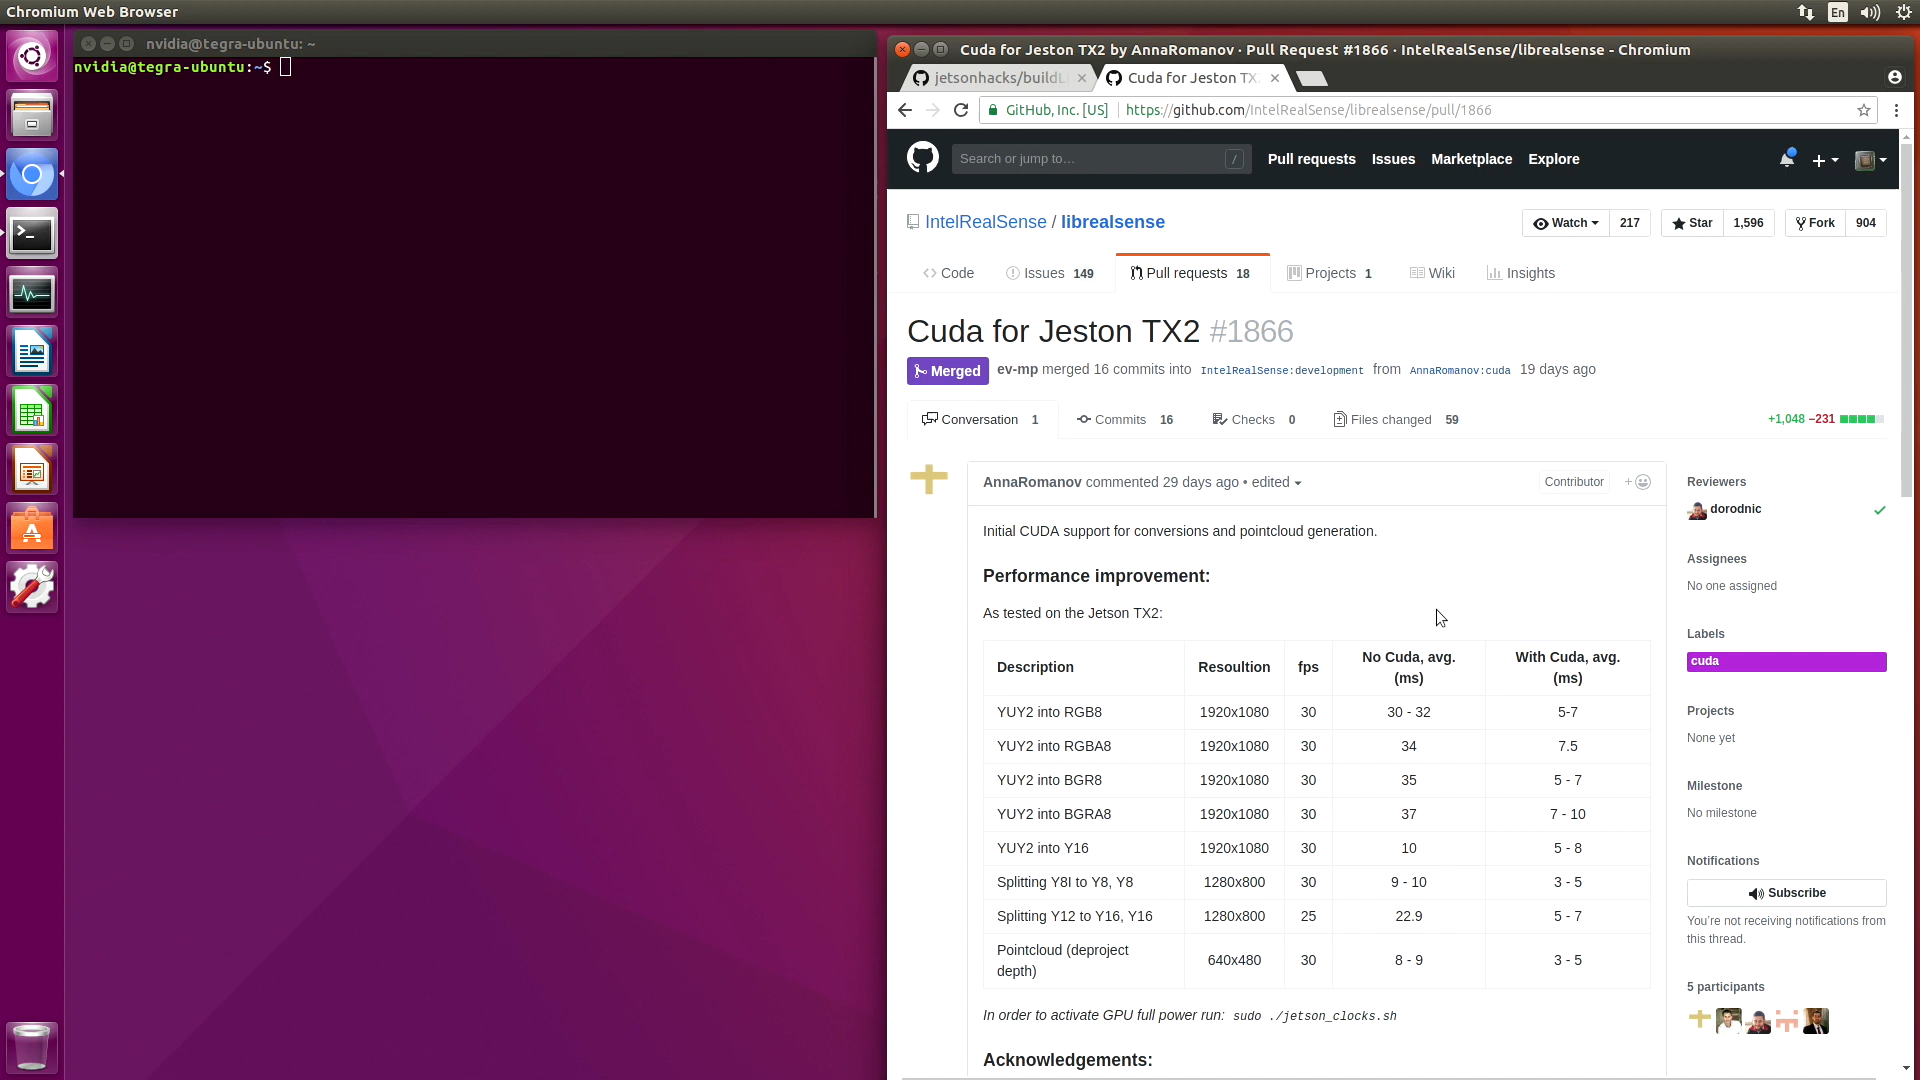 Chromium Web Browser
En
nvidia@tegra-ubuntu: ~
nvidia@tegra-ubuntu:~$
Cuda for Jeston TX2 by AnnaRomanov · Pull Request #1866 · IntelRealSense/librealsense - Chromium
jetsonhacks/buildL
Cuda for Jeston TX
GitHub, Inc. [US]
https://github.com/IntelRealSense/librealsense/pull/1866
Search or jump to…
/
Pull requests
Issues
Marketplace
Explore
IntelRealSense / librealsense
Watch
217
Star
1,596
Fork
904
Code
Issues 149
Pull requests 18
Projects 1
Wiki
Insights
Cuda for Jeston TX2 #1866
Merged
ev-mp merged 16 commits into IntelRealSense:development from AnnaRomanov:cuda 19 days ago
Conversation 1
Commits 16
Checks 0
Files changed 59
+1,048 −231
AnnaRomanov commented 29 days ago • edited
Contributor
Initial CUDA support for conversions and pointcloud generation.
Performance improvement:
As tested on the Jetson TX2:
Description Resoultion fps No Cuda, avg. (ms) With Cuda, avg. (ms)
YUY2 into RGB8 1920x1080 30 30 - 32 5-7
YUY2 into RGBA8 1920x1080 30 34 7.5
YUY2 into BGR8 1920x1080 30 35 5 - 7
YUY2 into BGRA8 1920x1080 30 37 7 - 10
YUY2 into Y16 1920x1080 30 10 5 - 8
Splitting Y8I to Y8, Y8 1280x800 30 9 - 10 3 - 5
Splitting Y12 to Y16, Y16 1280x800 25 22.9 5 - 7
Pointcloud (deproject depth) 640x480 30 8 - 9 3 - 5
In order to activate GPU full power run: sudo ./jetson_clocks.sh
Acknowledgements:
Reviewers
dorodnic
Assignees
No one assigned
Labels
cuda
Projects
None yet
Milestone
No milestone
Notifications
Subscribe
You're not receiving notifications from
this thread.
5 participants